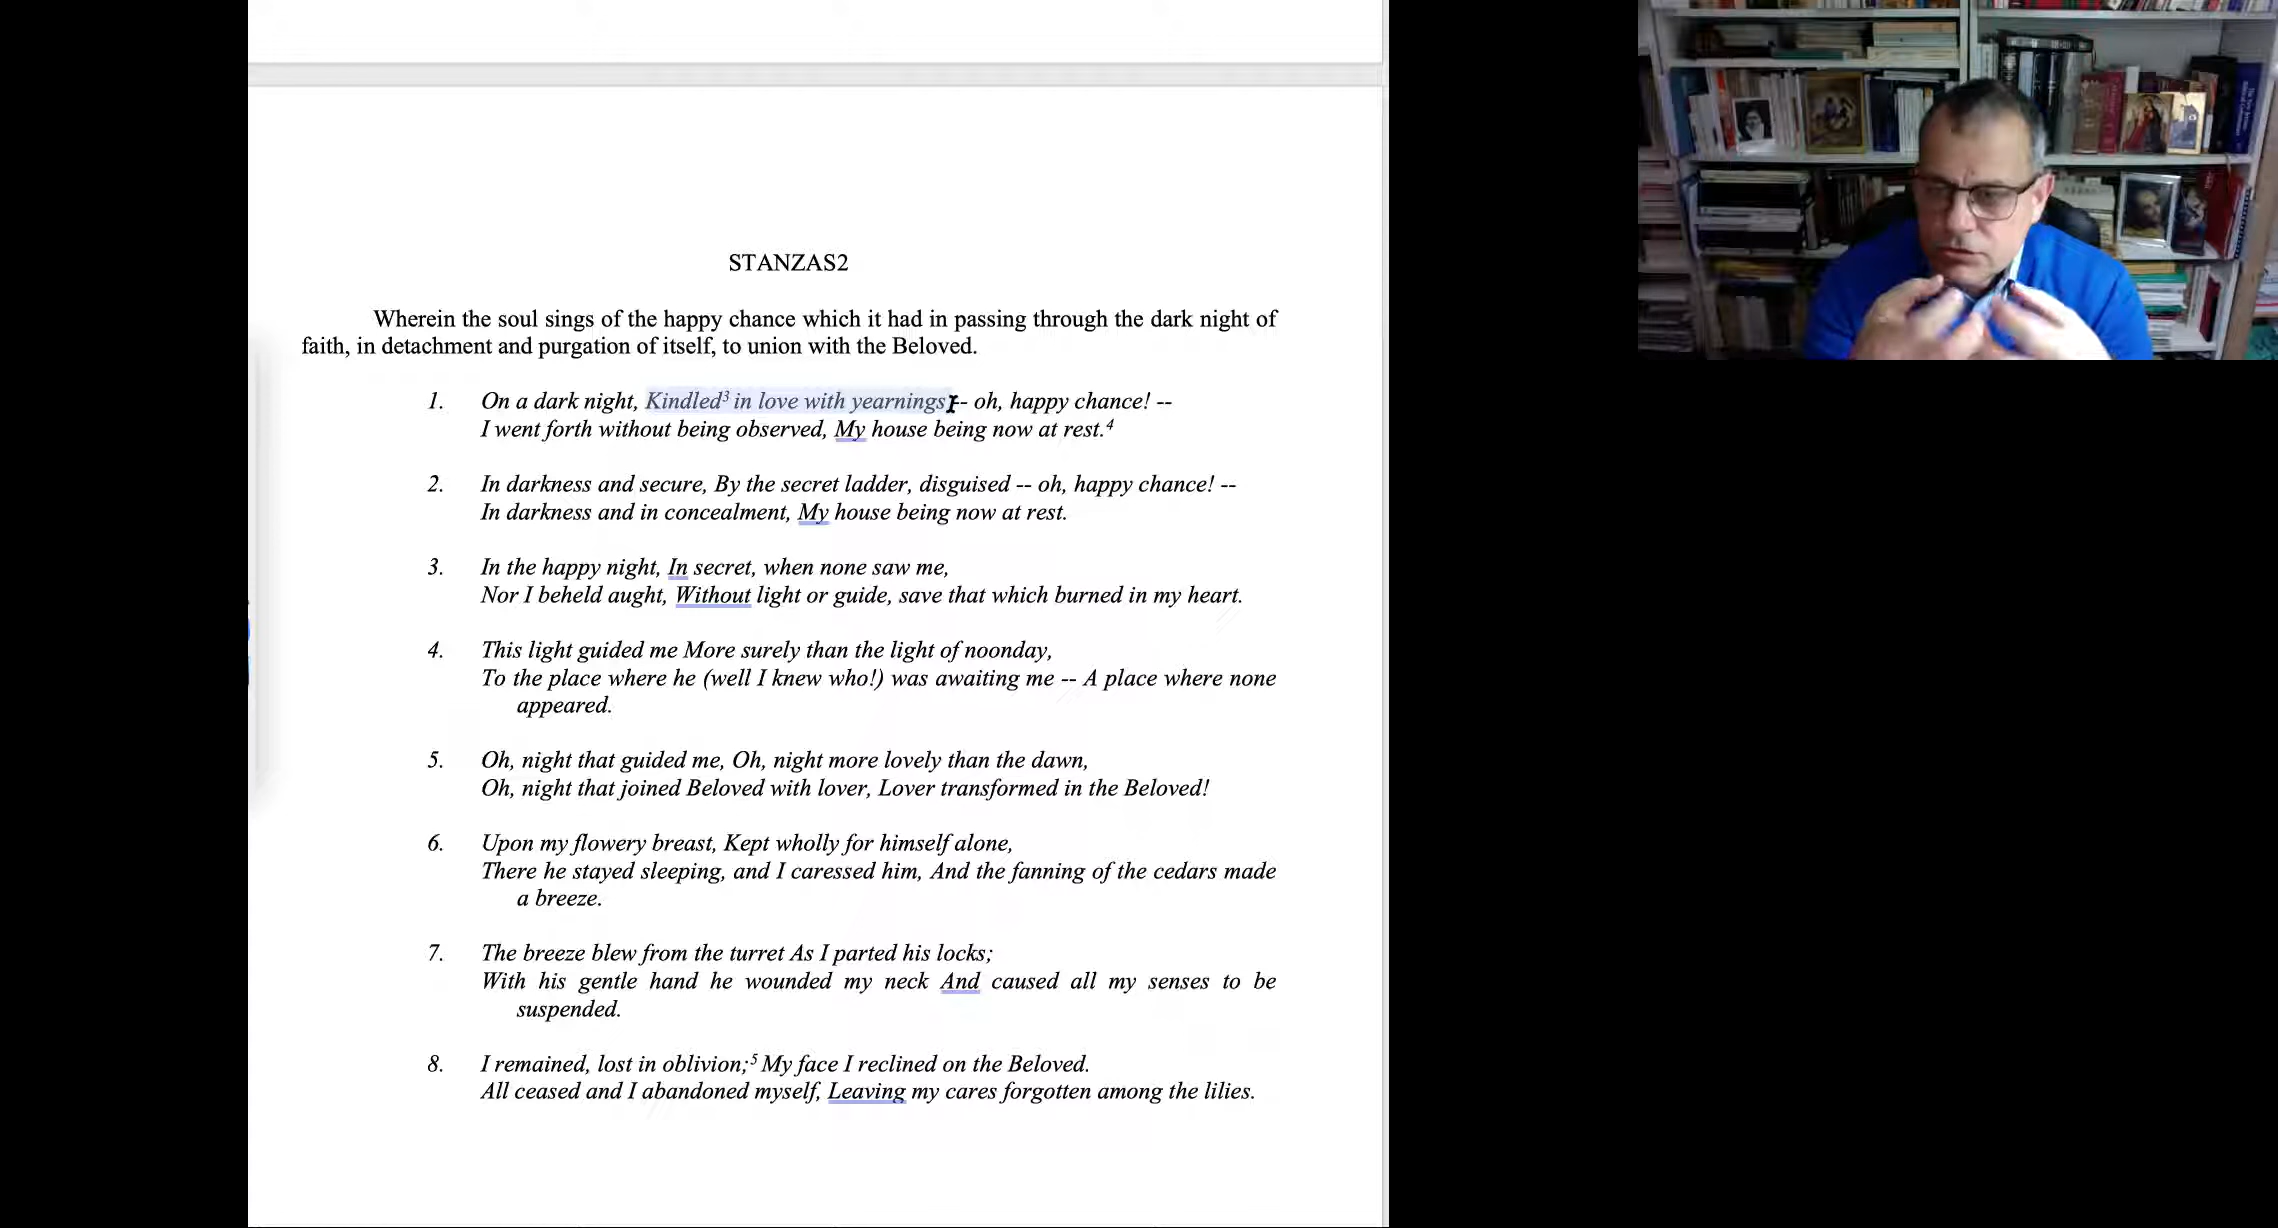 STANZAS2
Wherein the soul sings of the happy chance which it had in passing through the dark night of
faith, in detachment and purgation of itself, to union with the Beloved.
1. On a dark night, Kindled³ in love with yearnings -- oh, happy chance! --
I went forth without being observed, My house being now at rest.⁴
2. In darkness and secure, By the secret ladder, disguised -- oh, happy chance! --
In darkness and in concealment, My house being now at rest.
3. In the happy night, In secret, when none saw me,
Nor I beheld aught, Without light or guide, save that which burned in my heart.
4. This light guided me More surely than the light of noonday,
To the place where he (well I knew who!) was awaiting me -- A place where none
appeared.
5. Oh, night that guided me, Oh, night more lovely than the dawn,
Oh, night that joined Beloved with lover, Lover transformed in the Beloved!
6. Upon my flowery breast, Kept wholly for himself alone,
There he stayed sleeping, and I caressed him, And the fanning of the cedars made
a breeze.
7. The breeze blew from the turret As I parted his locks;
With his gentle hand he wounded my neck And caused all my senses to be
suspended.
8. I remained, lost in oblivion;⁵ My face I reclined on the Beloved.
All ceased and I abandoned myself, Leaving my cares forgotten among the lilies.